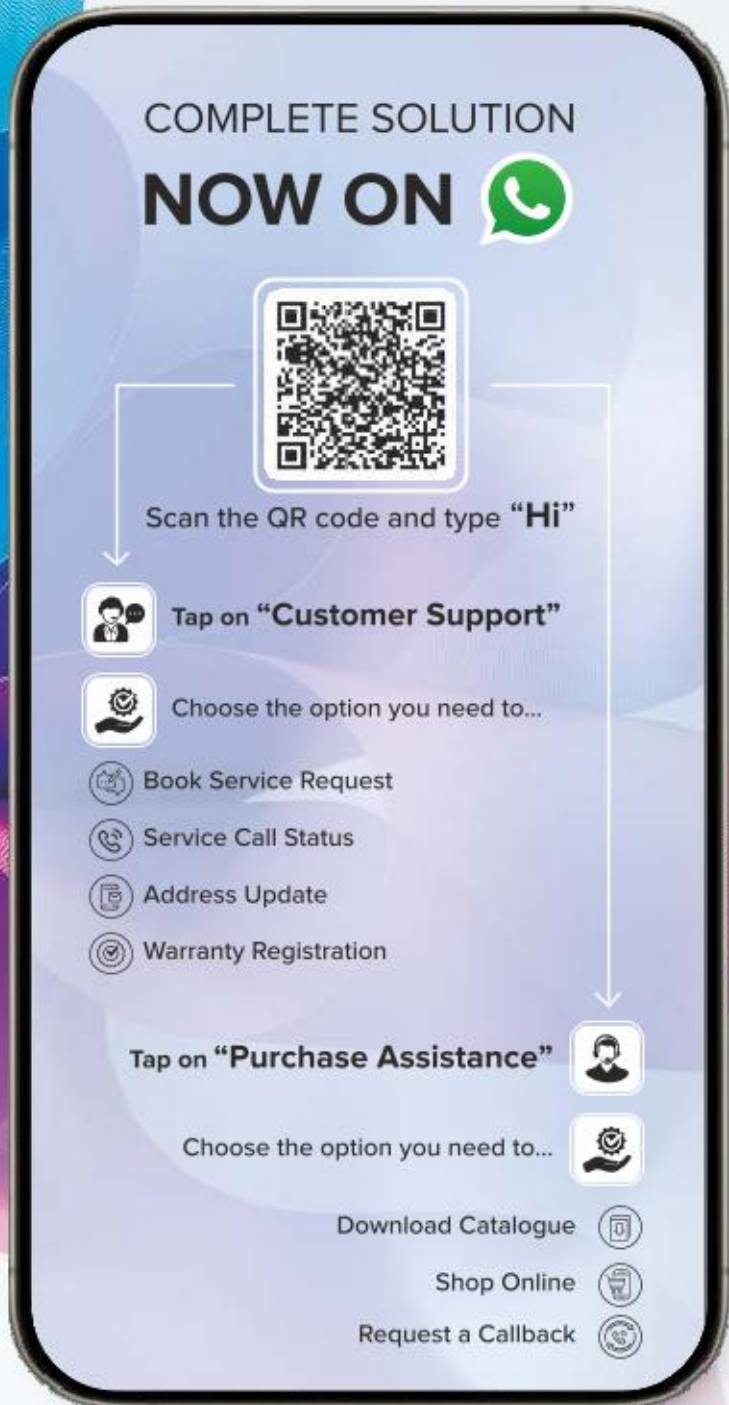 COMPLETE SOLUTION
NOW ON
Scan the QR code and type “Hi”
Tap on “Customer Support”
Choose the option you need to...
Book Service Request
Service Call Status
Address Update
Warranty Registration
Tap on “Purchase Assistance”
Choose the option you need to...
Download Catalogue
Shop Online
Request a Callback